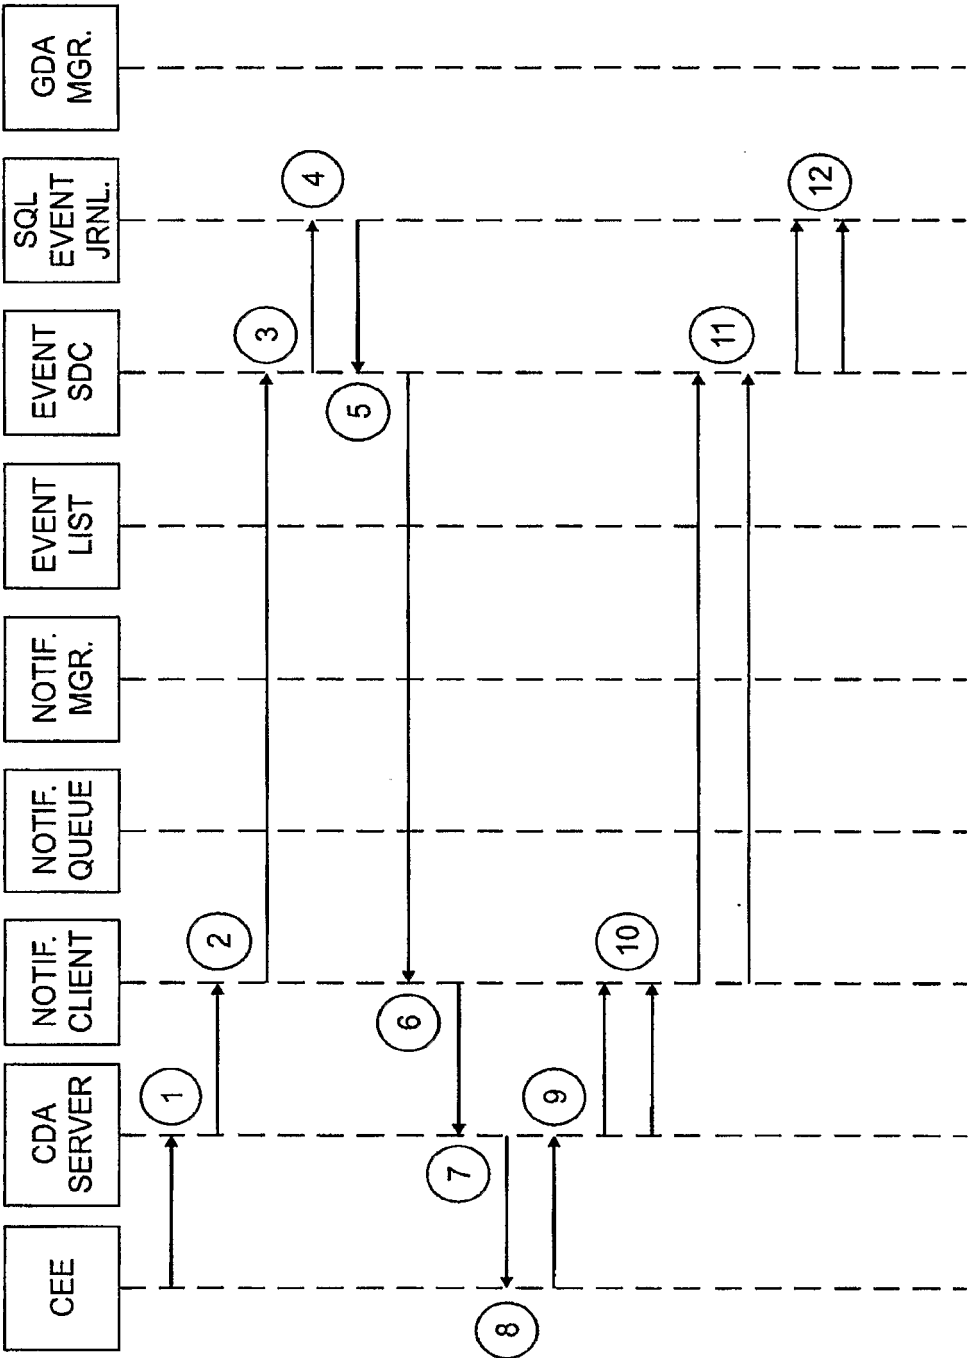 GDA
MGR.
SQL
EVENT
JRNL.
EVENT
SDC
EVENT
LIST
NOTIF.
MGR.
NOTIF.
QUEUE
NOTIF.
CLIENT
CDA
SERVER
CEE
1
2
3
4
5
6
7
8
9
10
11
12